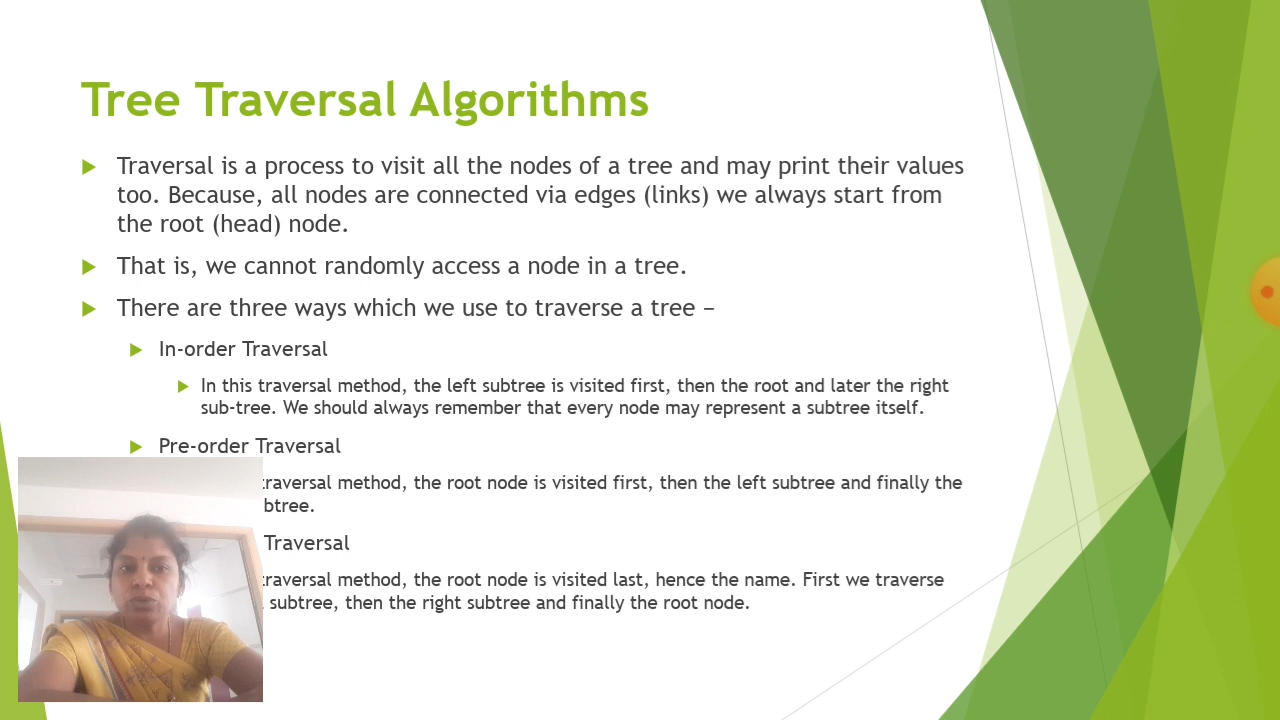 Tree Traversal Algorithms
Traversal is a process to visit all the nodes of a tree and may print their values
too. Because, all nodes are connected via edges (links) we always start from
the root (head) node.
That is, we cannot randomly access a node in a tree.
There are three ways which we use to traverse a tree –
In-order Traversal
In this traversal method, the left subtree is visited first, then the root and later the right
sub-tree. We should always remember that every node may represent a subtree itself.
Pre-order Traversal
traversal method, the root node is visited first, then the left subtree and finally the
btree.
Traversal
traversal method, the root node is visited last, hence the name. First we traverse
subtree, then the right subtree and finally the root node.